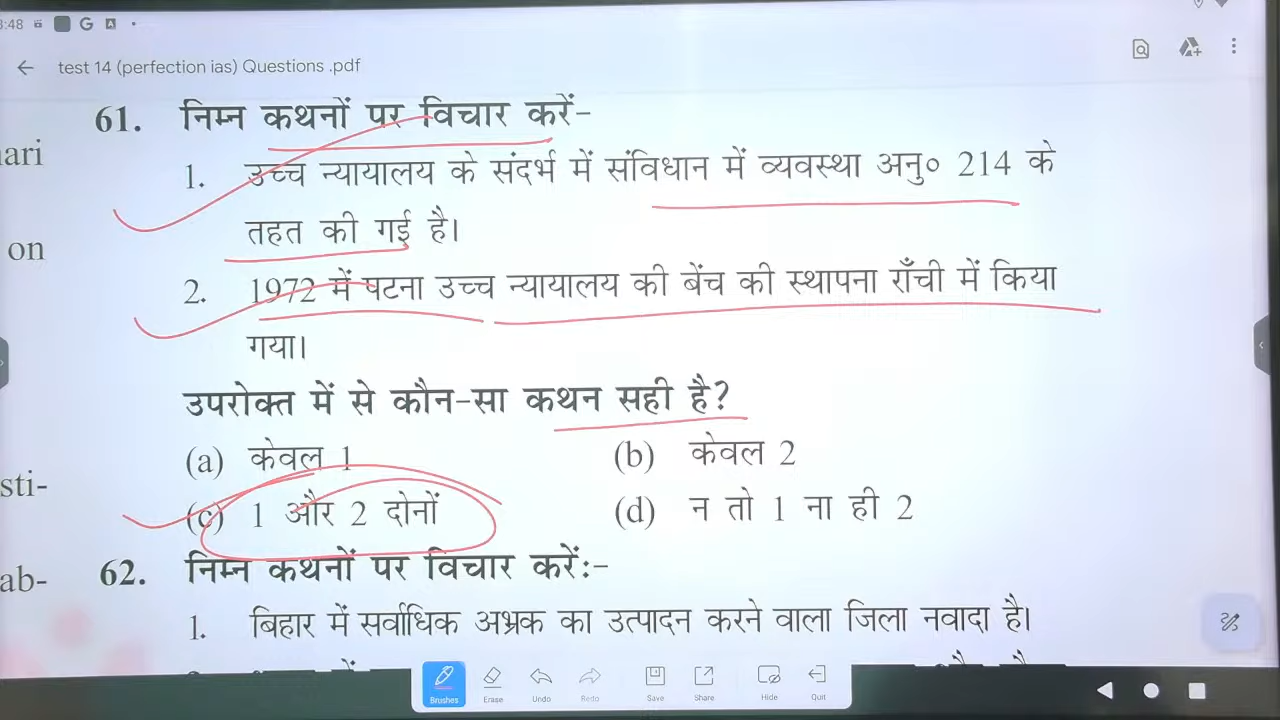 3:48
test 14 (perfection ias) Questions .pdf
61. निम्न कथनों पर विचार करें-
1. उच्च न्यायालय के संदर्भ में संविधान में व्यवस्था अनु० 214 के
तहत की गई है।
2. 1972 में पटना उच्च न्यायालय की बेंच की स्थापना राँची में किया
गया।
उपरोक्त में से कौन-सा कथन सही है?
(a) केवल 1 (b) केवल 2
(c) 1 और 2 दोनों (d) न तो 1 ना ही 2
62. निम्न कथनों पर विचार करेंः-
1. बिहार में सर्वाधिक अभ्रक का उत्पादन करने वाला जिला नवादा है।
on
Brushes Erase Undo Redo Save Share Hide Quit